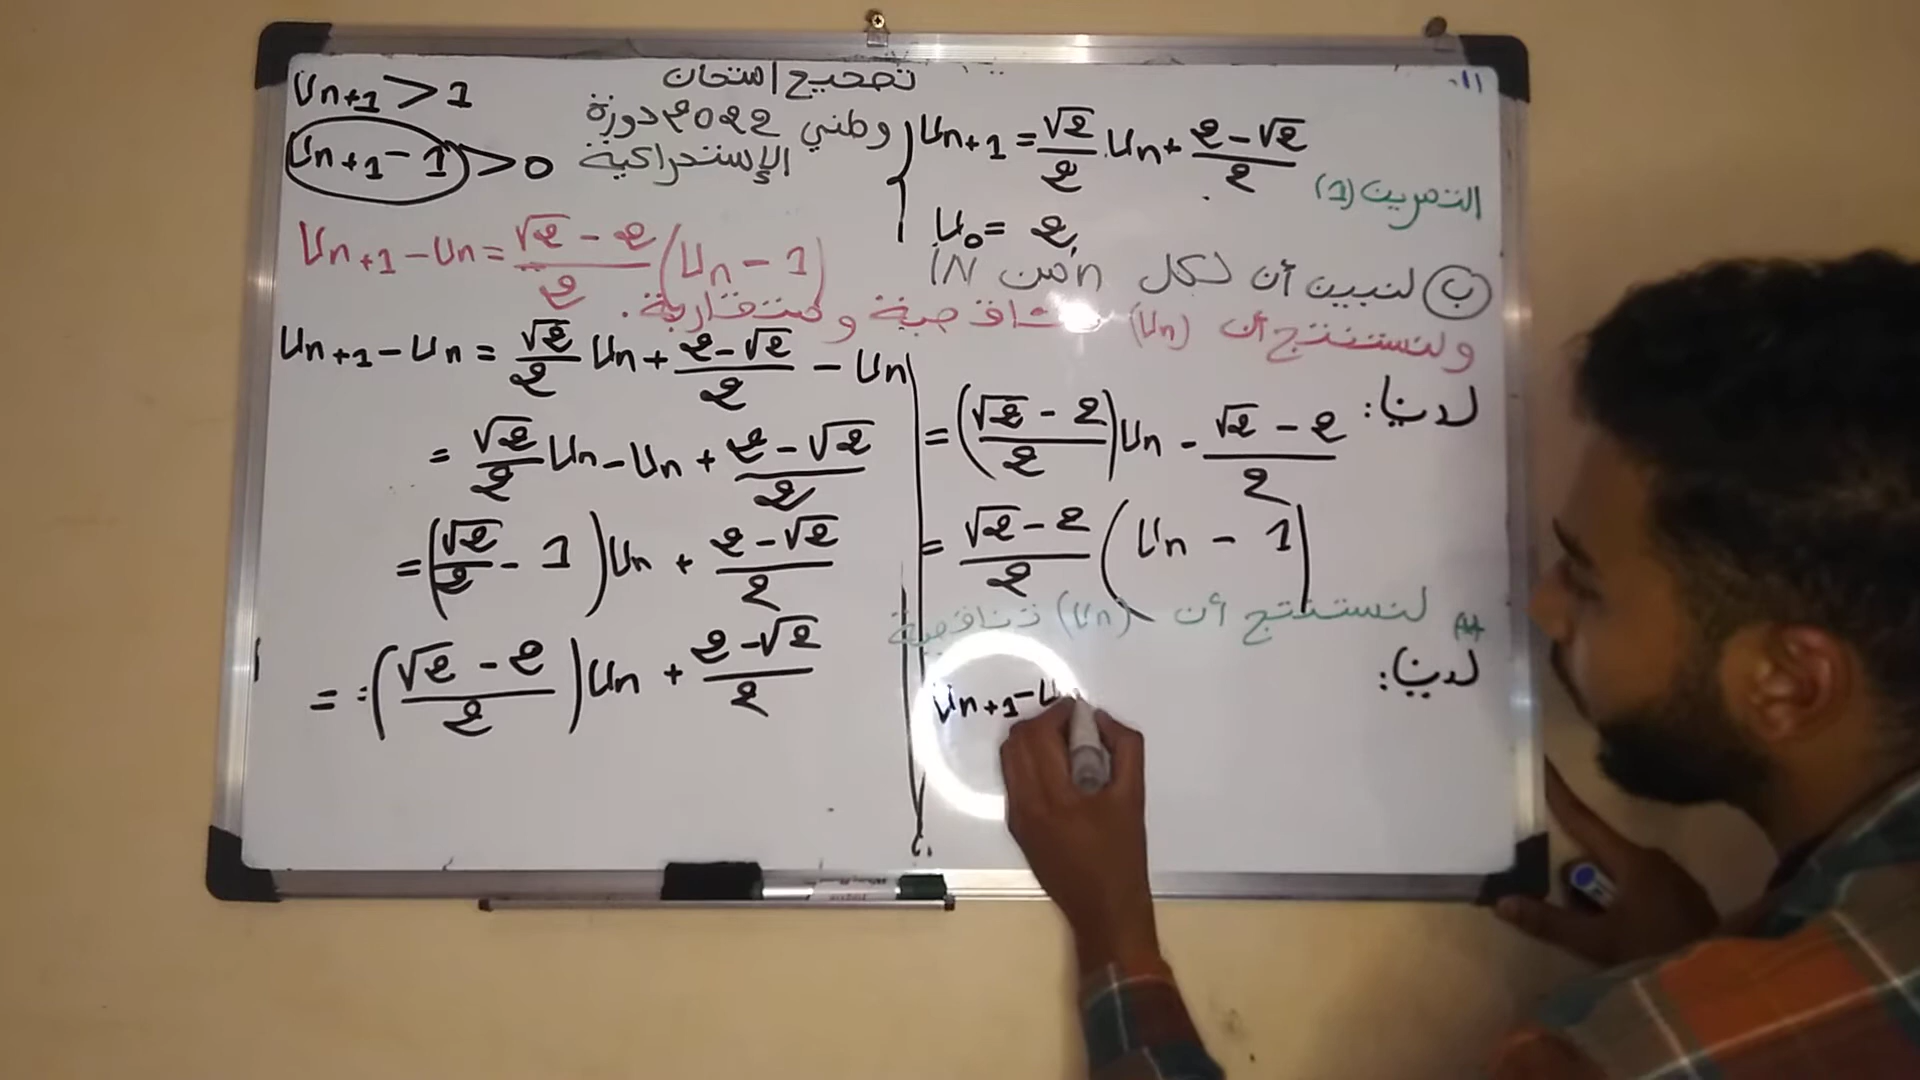 تصحيح امتحان
وطني 2022 دورة
الإستدراكية
التمرين (1)
Un+1 > 1
Un+1 - 1 > 0
Un+1 = √2/2 . Un + (2-√2)/2
U0 = 2
ب لنبين أن لكل n من IN
Un+1 - Un = (√2 - 2)/2 (Un - 1)
ولنستنتج أن (Un) تناقصية ومتقاربة .
لدينا :
Un+1 - Un = √2/2 Un + (2-√2)/2 - Un
= √2/2 Un - Un + (2-√2)/2
= (√2/2 - 1) Un + (2-√2)/2
= ((√2 - 2)/2) Un + (2-√2)/2
= ((√2 - 2)/2) Un - (√2 - 2)/2
= (√2 - 2)/2 (Un - 1)
لنستنتج أن (Un) تناقصية
لدينا :
Un+1 - U